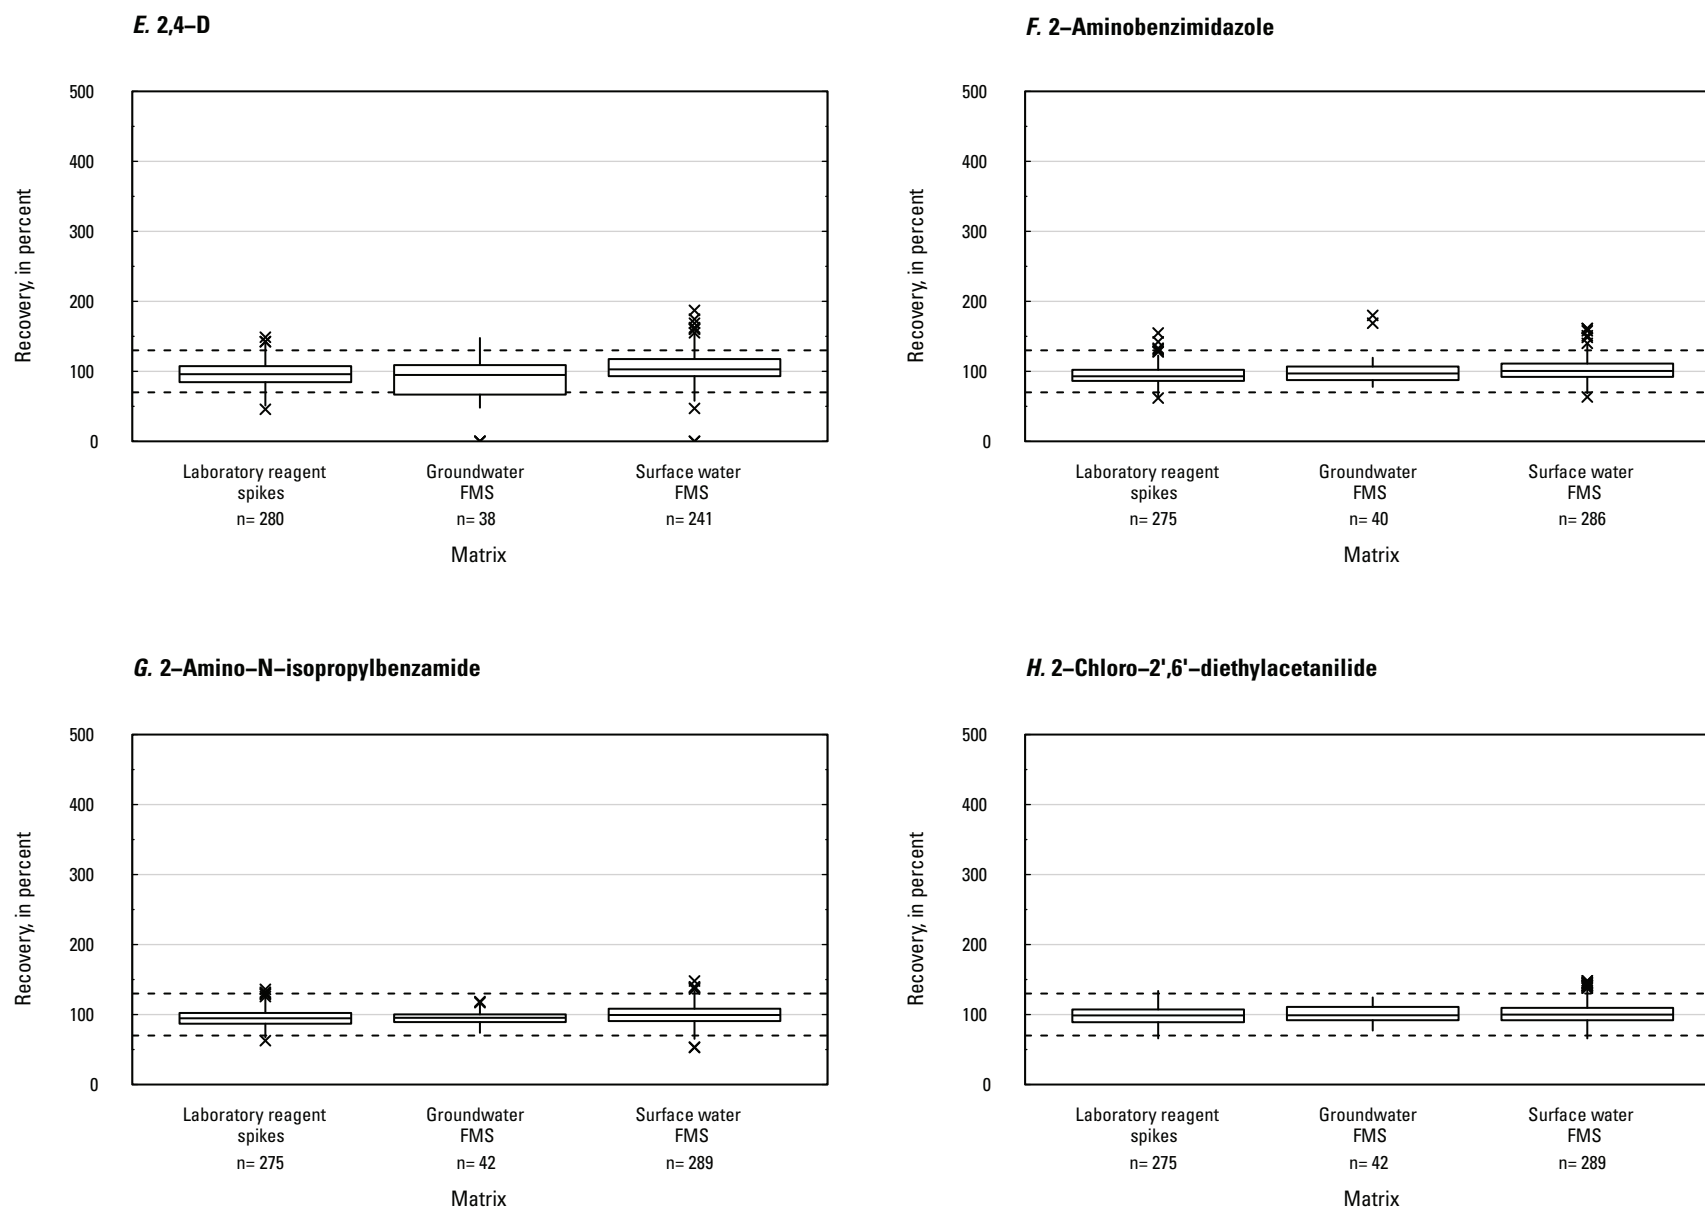 E. 2,4–D
500
400
300
200
100
0
Recovery, in percent
Laboratory reagent
spikes
n= 280
Groundwater
FMS
n= 38
Surface water
FMS
n= 241
Matrix
F. 2–Aminobenzimidazole
500
400
300
200
100
0
Recovery, in percent
Laboratory reagent
spikes
n= 275
Groundwater
FMS
n= 40
Surface water
FMS
n= 286
Matrix
G. 2–Amino–N–isopropylbenzamide
500
400
300
200
100
0
Recovery, in percent
Laboratory reagent
spikes
n= 275
Groundwater
FMS
n= 42
Surface water
FMS
n= 289
Matrix
H. 2–Chloro–2',6'–diethylacetanilide
500
400
300
200
100
0
Recovery, in percent
Laboratory reagent
spikes
n= 275
Groundwater
FMS
n= 42
Surface water
FMS
n= 289
Matrix